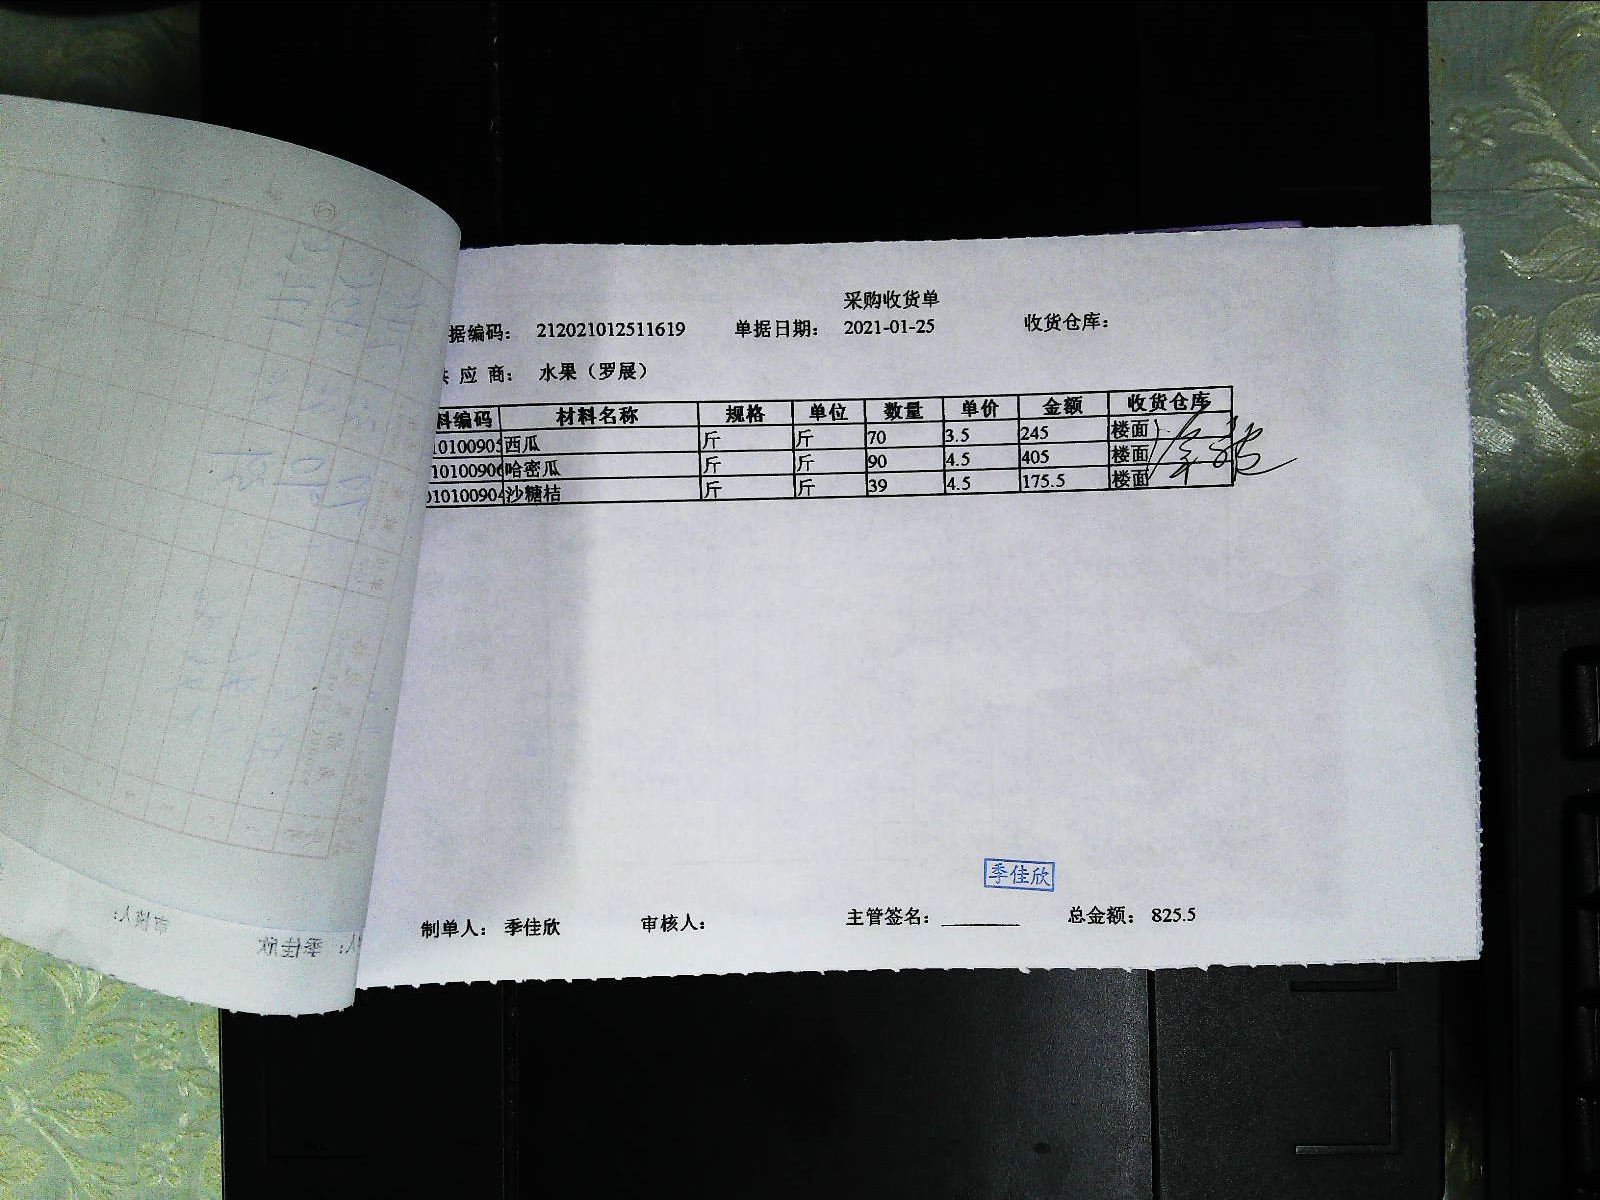 采购收货单
据编码： 212021012511619 单据日期： 2021-01-25 收货仓库：
应 商： 水果（罗展）
料编码 材料名称 规格 单位 数量 单价 金额 收货仓库
10100905 西瓜 斤 斤 70 3.5 245 楼面
10100906 哈密瓜 斤 斤 90 4.5 405 楼面
010100904 沙糖桔 斤 斤 39 4.5 175.5 楼面
季佳欣
制单人： 季佳欣 审核人： 主管签名： 总金额： 825.5